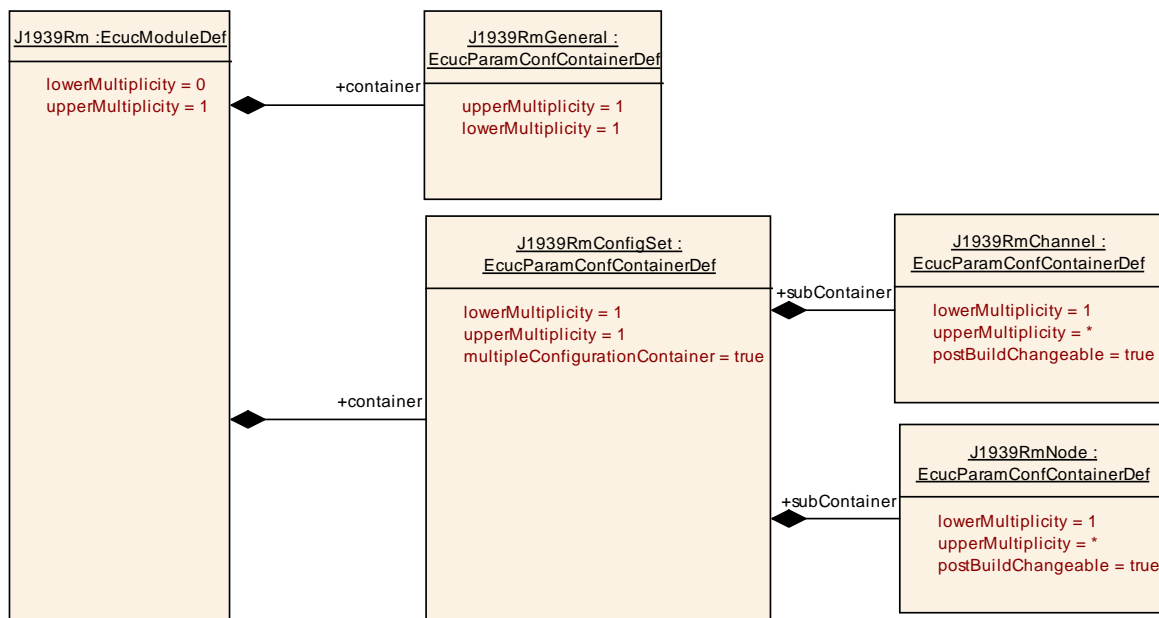 J1939Rm :EcucModuleDef
lowerMultiplicity = 0
upperMultiplicity = 1
+container
J1939RmGeneral :
EcucParamConfContainerDef
upperMultiplicity = 1
lowerMultiplicity = 1
+container
J1939RmConfigSet :
EcucParamConfContainerDef
lowerMultiplicity = 1
upperMultiplicity = 1
multipleConfigurationContainer = true
+subContainer
J1939RmChannel :
EcucParamConfContainerDef
lowerMultiplicity = 1
upperMultiplicity = *
postBuildChangeable = true
+subContainer
J1939RmNode :
EcucParamConfContainerDef
lowerMultiplicity = 1
upperMultiplicity = *
postBuildChangeable = true